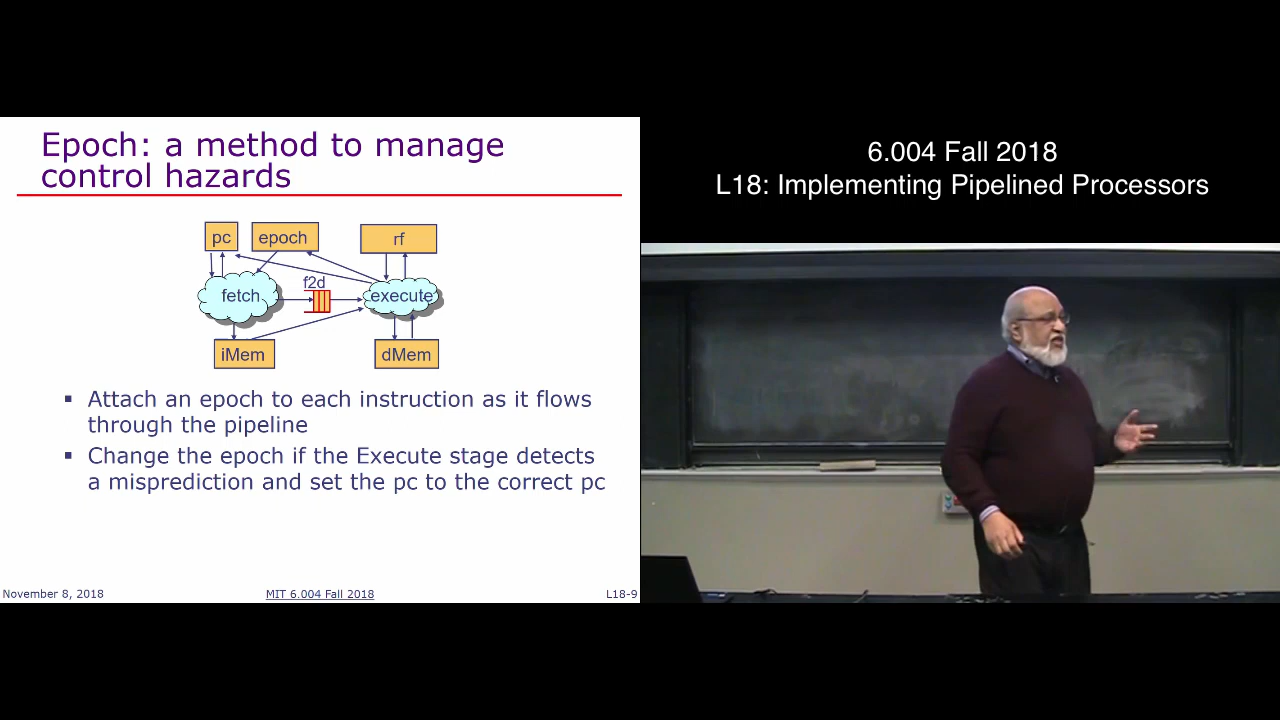 Epoch: a method to manage
control hazards
pc
epoch
rf
f2d
fetch
execute
iMem
dMem
▪ Attach an epoch to each instruction as it flows
through the pipeline
▪ Change the epoch if the Execute stage detects
a misprediction and set the pc to the correct pc
November 8, 2018
MIT 6.004 Fall 2018
L18-9
6.004 Fall 2018
L18: Implementing Pipelined Processors